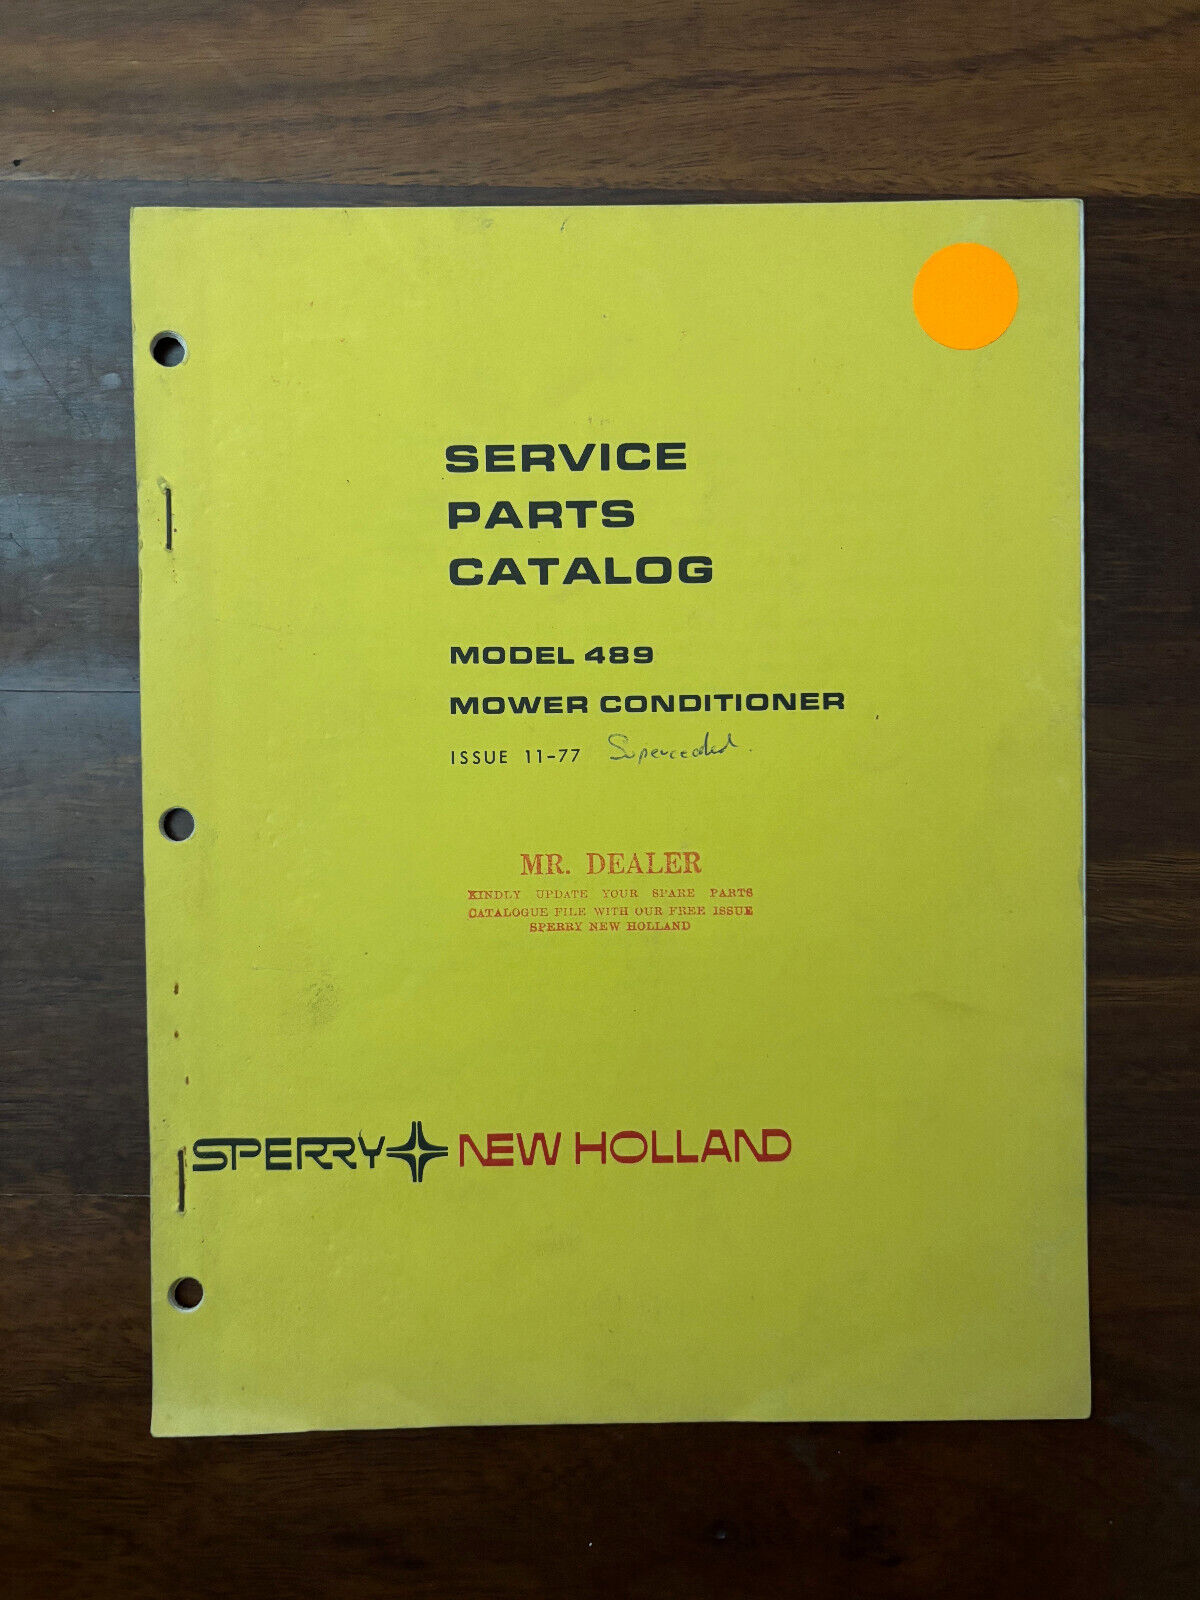 SERVICE
PARTS
CATALOG
MODEL 489
MOWER CONDITIONER
ISSUE 11-77 Superceeded.
MR. DEALER
KINDLY UPDATE YOUR SPARE PARTS
CATALOGUE FILE WITH OUR FREE ISSUE
SPERRY NEW HOLLAND
SPERRY NEW HOLLAND